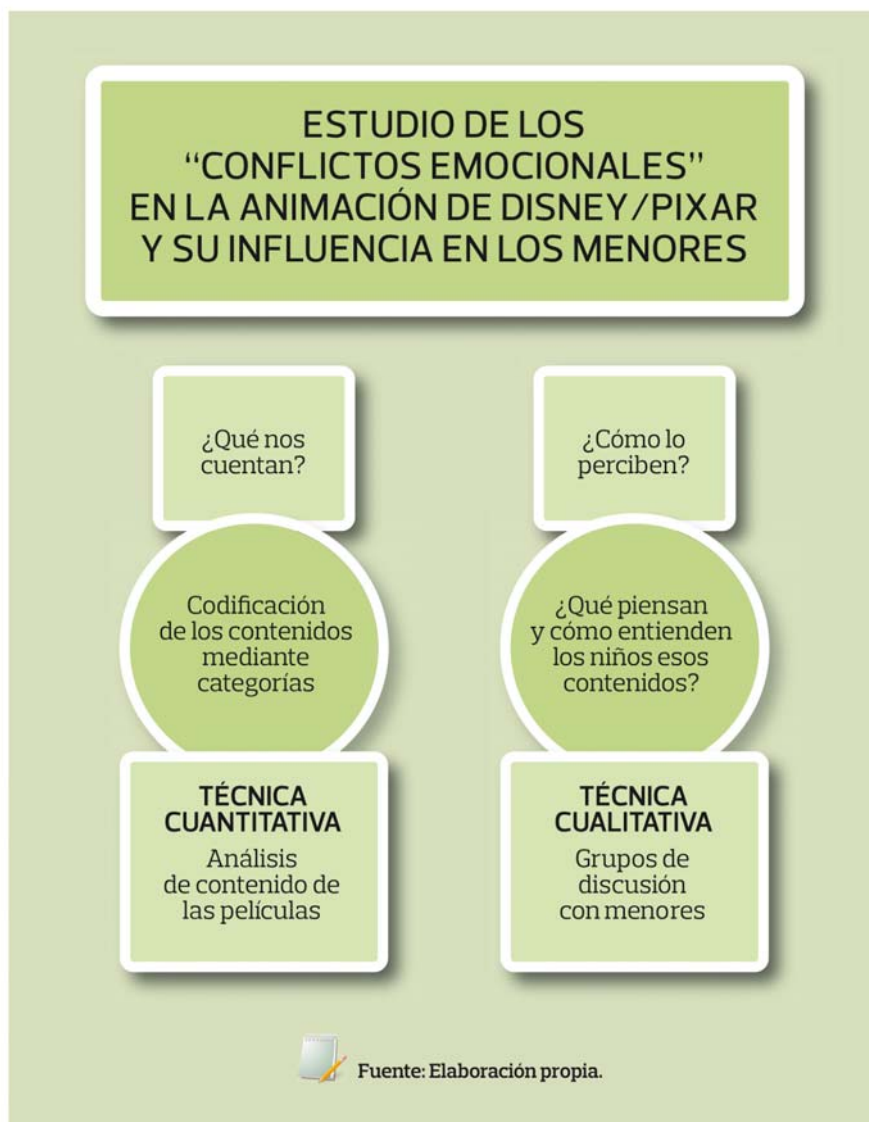 ESTUDIO DE LOS
“CONFLICTOS EMOCIONALES”
EN LA ANIMACIÓN DE DISNEY/PIXAR
Y SU INFLUENCIA EN LOS MENORES
¿Qué nos
cuentan?
Codificación
de los contenidos
mediante
categorías
TÉCNICA
CUANTITATIVA
Análisis
de contenido de
las películas
¿Cómo lo
perciben?
¿Qué piensan
y cómo entienden
los niños esos
contenidos?
TÉCNICA
CUALITATIVA
Grupos de
discusión
con menores
Fuente: Elaboración propia.